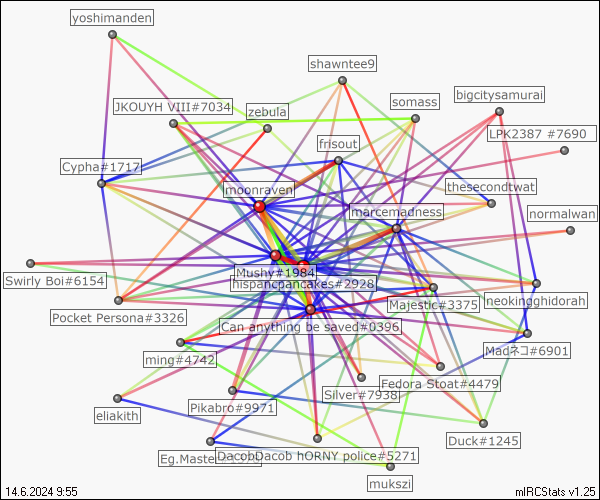 yoshimanden
shawntee9
bigcitysamurai
JKOUYH VIII#7034
zebula
somass
LPK2387 #7690
frisout
Cypha#1717
moonraven
thesecondtwat
marcemadness
normalwan
Swirly Boi#6154
Mushy#1984
hispancpancakes#2928
Majestic#3375
neokingghidorah
Pocket Persona#3326
Can anything be saved#0396
ming#4742
Madネコ#6901
Fedora Stoat#4479
Silver#7938
eliakith
Pikabro#9971
Duck#1245
Eg.Master
DacobDacob hORNY police#5271
mukszi
14.6.2024 9:55
mIRCStats v1.25